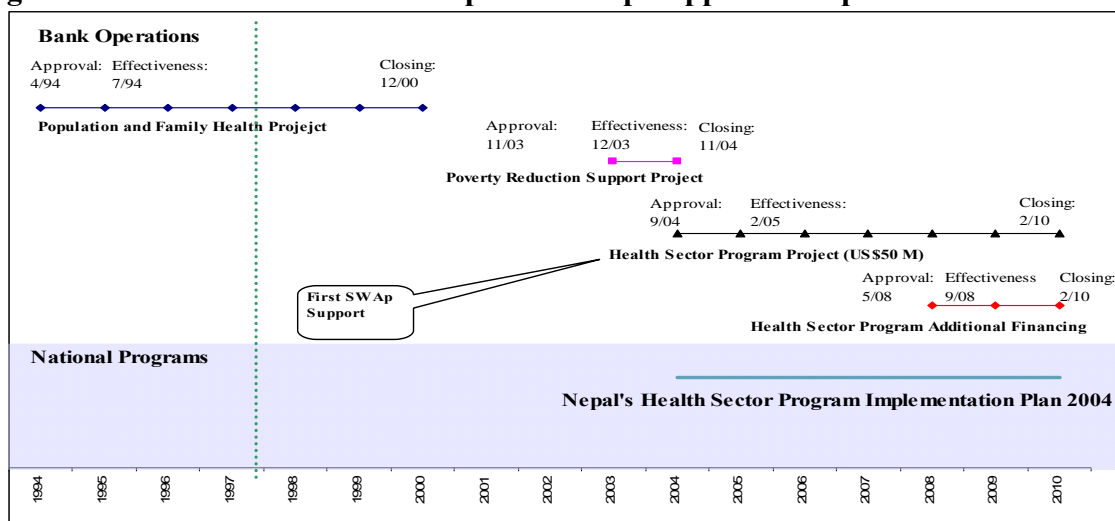 Bank Operations
Approval: Effectiveness: Closing:
4/94 7/94 12/00
Population and Family Health Projejct
Approval: Effectiveness: Closing:
11/03 12/03 11/04
Poverty Reduction Support Project
Approval: Effectiveness: Closing:
9/04 2/05 2/10
Health Sector Program Project (US$50 M)
Approval: Effectiveness Closing:
5/08 9/08 2/10
Health Sector Program Additional Financing
First SWAp
Support
National Programs
Nepal's Health Sector Program Implementation Plan 2004
1994 1995 1996 1997 1998 1999 2000 2001 2002 2003 2004 2005 2006 2007 2008 2009 2010